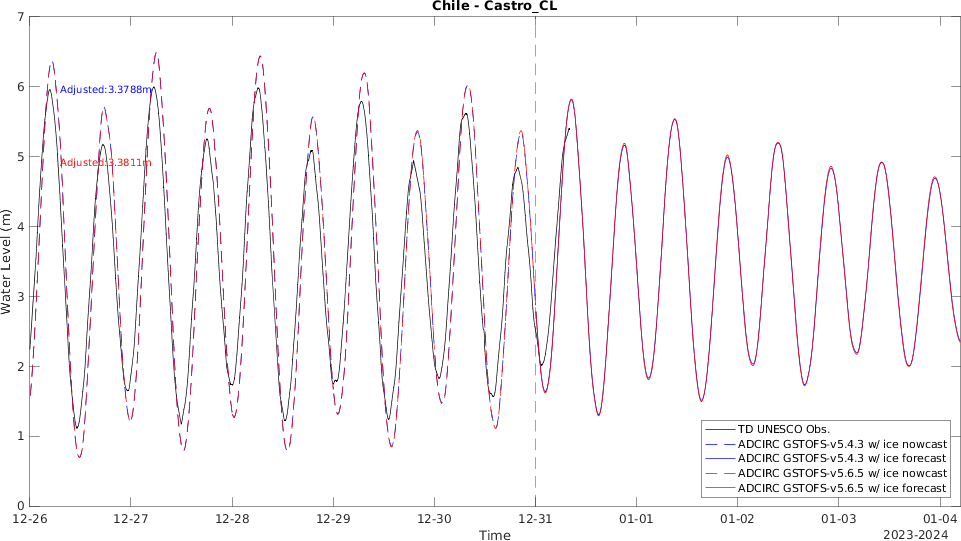 Chile - Castro_CL
7
6
5
4
3
2
1
0
Water Level (m)
Adjusted:3.3788m
Adjusted:3.3811m
TD UNESCO Obs.
ADCIRC GSTOFS-v5.4.3 w/ ice nowcast
ADCIRC GSTOFS-v5.4.3 w/ ice forecast
ADCIRC GSTOFS-v5.6.5 w/ ice nowcast
ADCIRC GSTOFS-v5.6.5 w/ ice forecast
12-26 12-27 12-28 12-29 12-30 12-31 01-01 01-02 01-03 01-04
Time
2023-2024